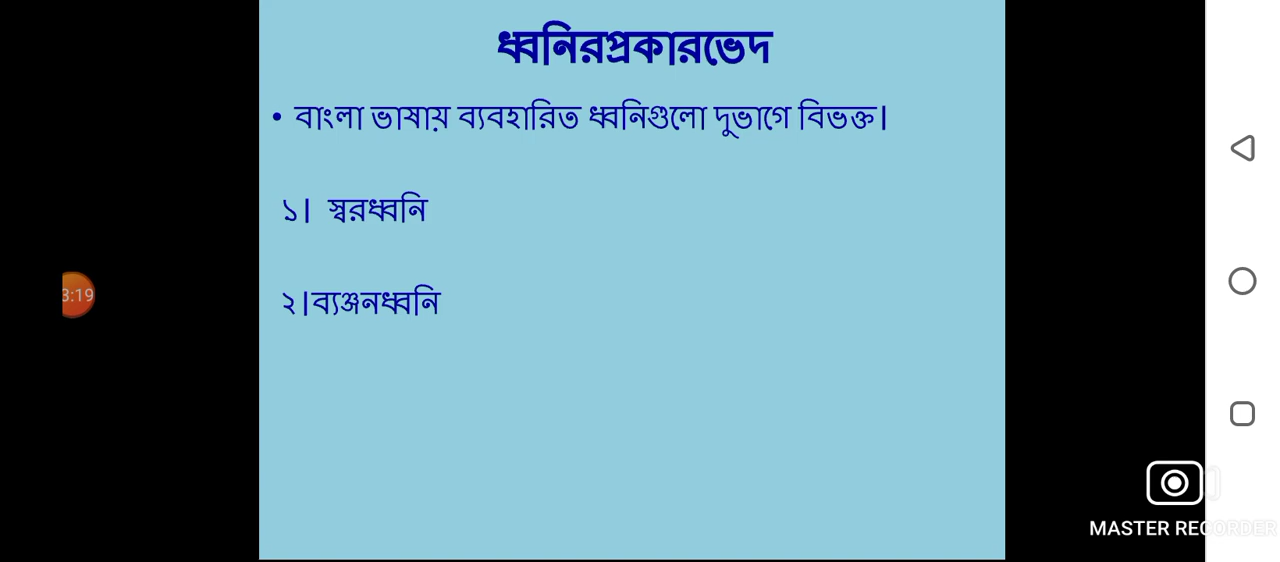 ধ্বনিরপ্রকারভেদ
• বাংলা ভাষায় ব্যবহারিত ধ্বনিগুলো দুভাগে বিভক্ত।
১। স্বরধ্বনি
২।ব্যঞ্জনধ্বনি
3:19
MASTER RECORDER